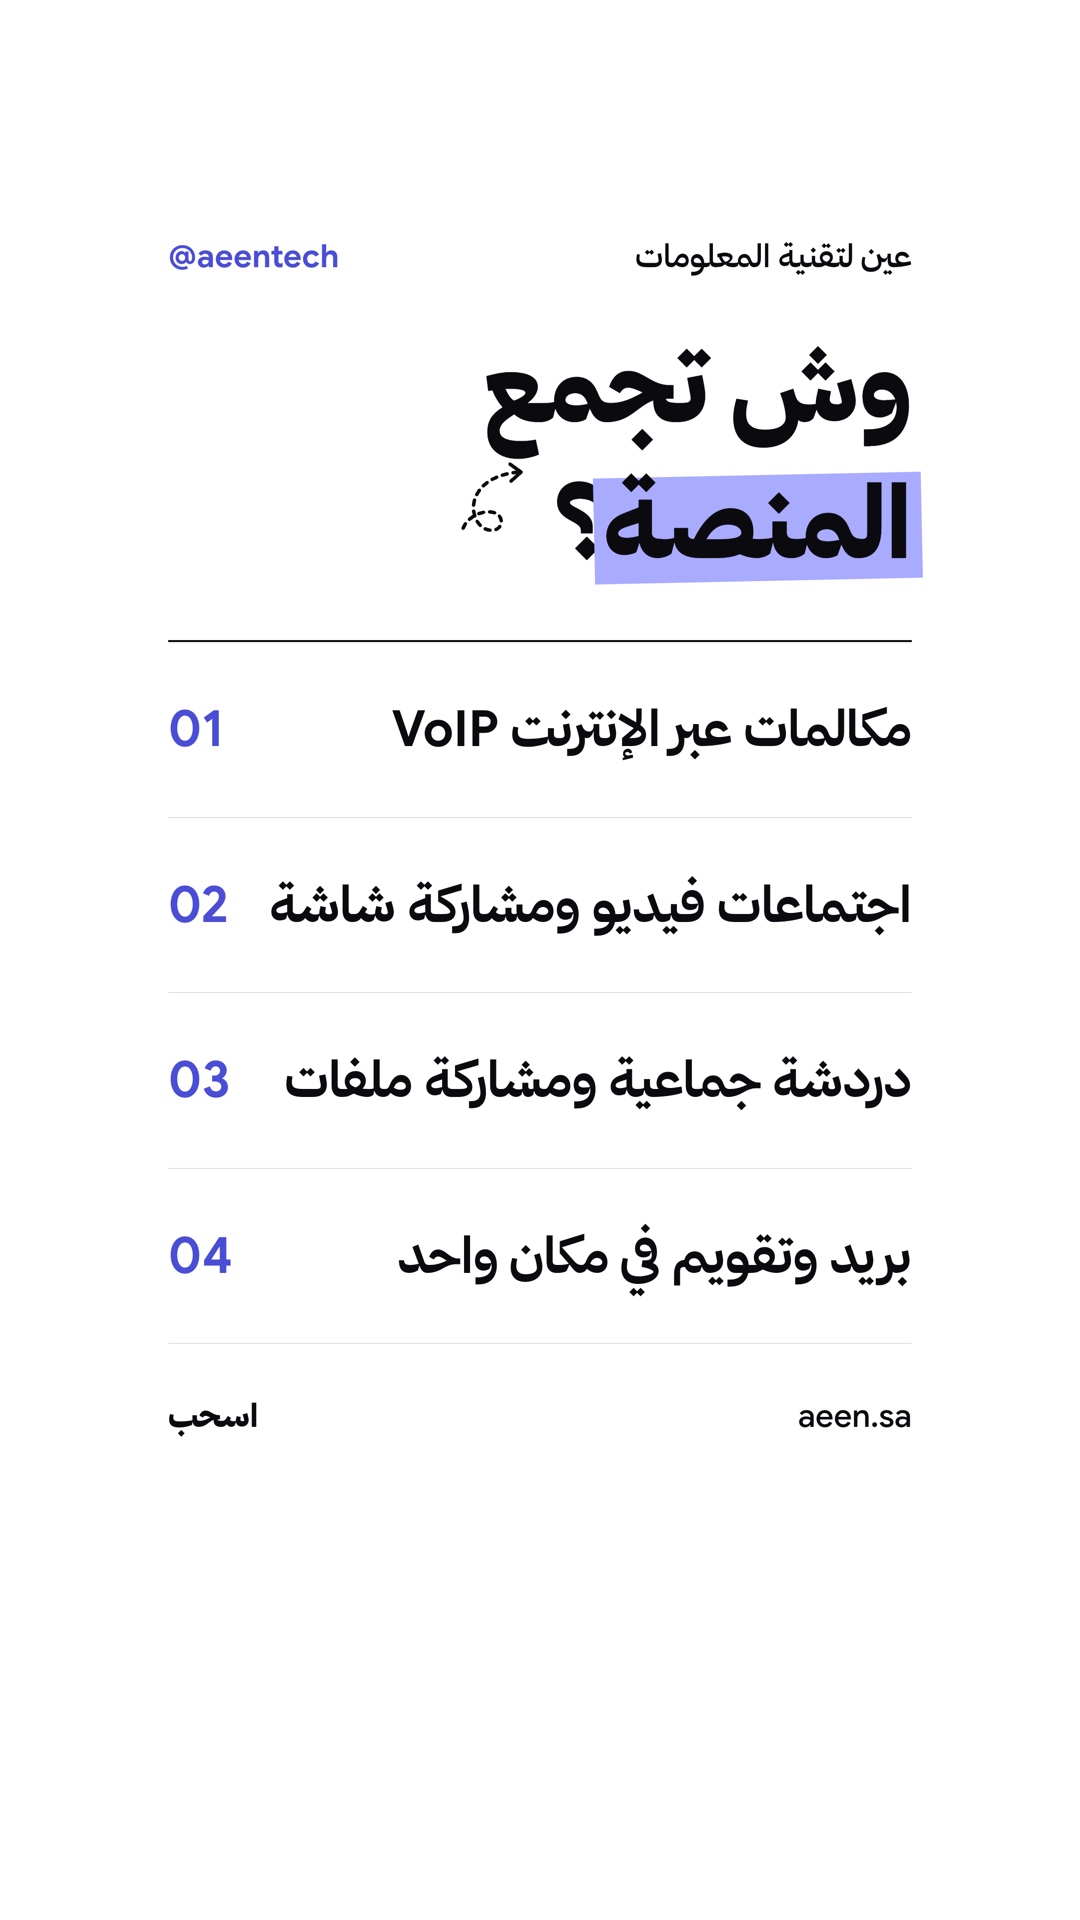 عين لتقنية المعلومات @aeentech
وش تجمع
المنصة؟
مكالمات عبر الإنترنت VoIP 01
اجتماعات فيديو ومشاركة شاشة 02
دردشة جماعية ومشاركة ملفات 03
بريد وتقويم في مكان واحد 04
aeen.sa اسحب